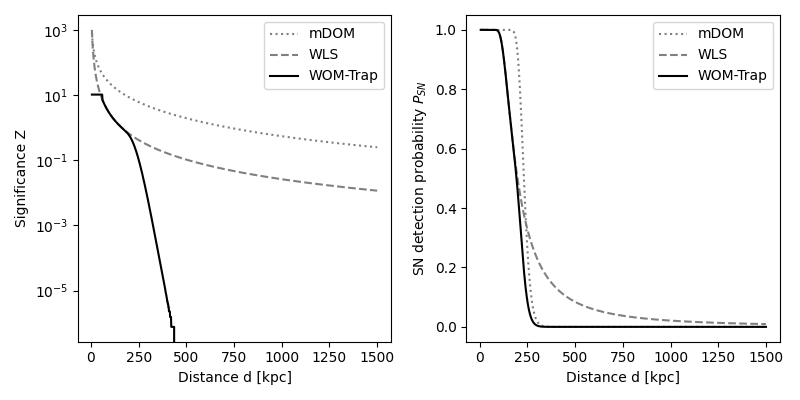 10³
10¹
10⁻¹
10⁻³
10⁻⁵
Significance Z
0 250 500 750 1000 1250 1500
Distance d [kpc]
mDOM
WLS
WOM-Trap
1.0
0.8
0.6
0.4
0.2
0.0
SN detection probability P_SN
0 250 500 750 1000 1250 1500
Distance d [kpc]
mDOM
WLS
WOM-Trap